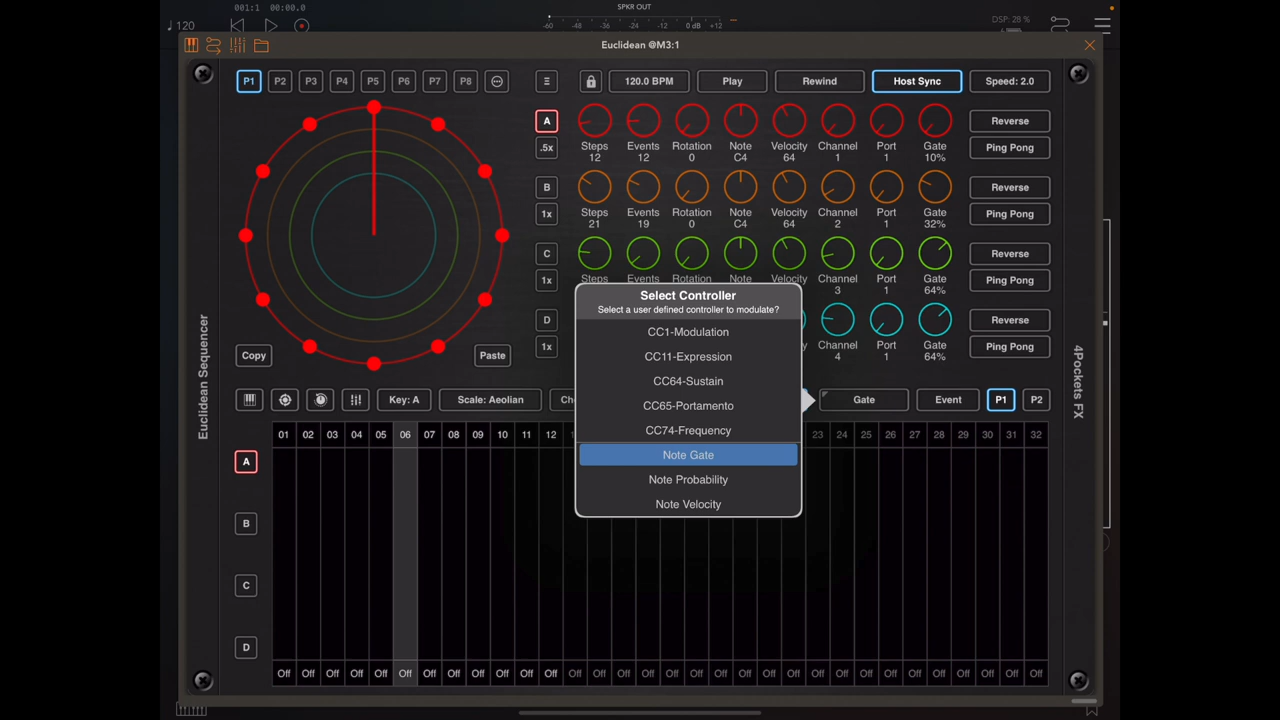 SPKR OUT
001:1 00:00.0
120
-60 -48 -36 -24 -12 0 dB +12
DSP: 28 %
Euclidean @M3:1
P1 P2 P3 P4 P5 P6 P7 P8
120.0 BPM Play Rewind Host Sync Speed: 2.0
A
Steps Events Rotation Note Velocity Channel Port Gate
12 12 0 C4 64 1 1 10%
.5x
Reverse
Ping Pong
B
Steps Events Rotation Note Velocity Channel Port Gate
21 19 0 C4 64 2 1 32%
1x
Reverse
Ping Pong
C
Steps Events Rotation Note Velocity Channel Port Gate
3 1 64%
1x
Reverse
Ping Pong
D
Channel Port Gate
4 1 64%
1x
Reverse
Ping Pong
Copy
Paste
Euclidean Sequencer
4Pockets FX
Select Controller
Select a user defined controller to modulate?
CC1-Modulation
CC11-Expression
CC64-Sustain
CC65-Portamento
CC74-Frequency
Note Gate
Note Probability
Note Velocity
Key: A Scale: Aeolian Ch Gate Event P1 P2
01 02 03 04 05 06 07 08 09 10 11 12 23 24 25 26 27 28 29 30 31 32
A
B
C
D
Off Off Off Off Off Off Off Off Off Off Off Off Off Off Off Off Off Off Off Off Off Off Off Off Off Off Off Off Off Off Off Off